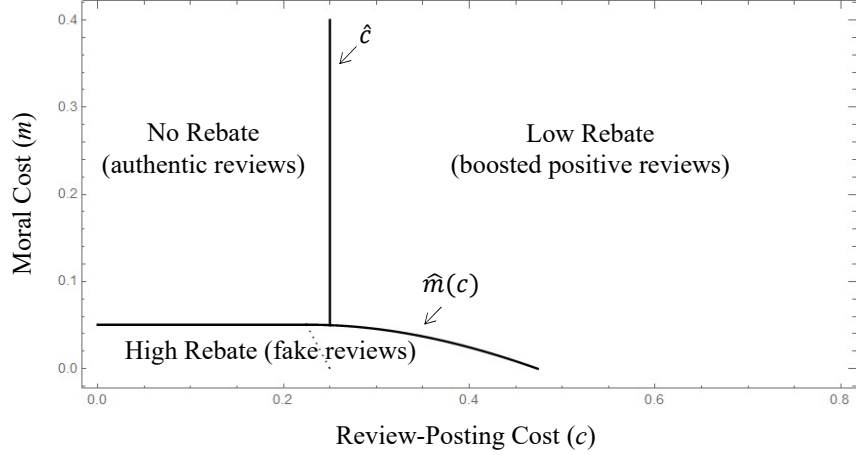 0.4
ĉ
0.3
No Rebate
(authentic reviews)
Low Rebate
(boosted positive reviews)
0.2
Moral Cost (m)
0.1
m̂(c)
High Rebate (fake reviews)
0.0
0.0 0.2 0.4 0.6 0.8
Review-Posting Cost (c)